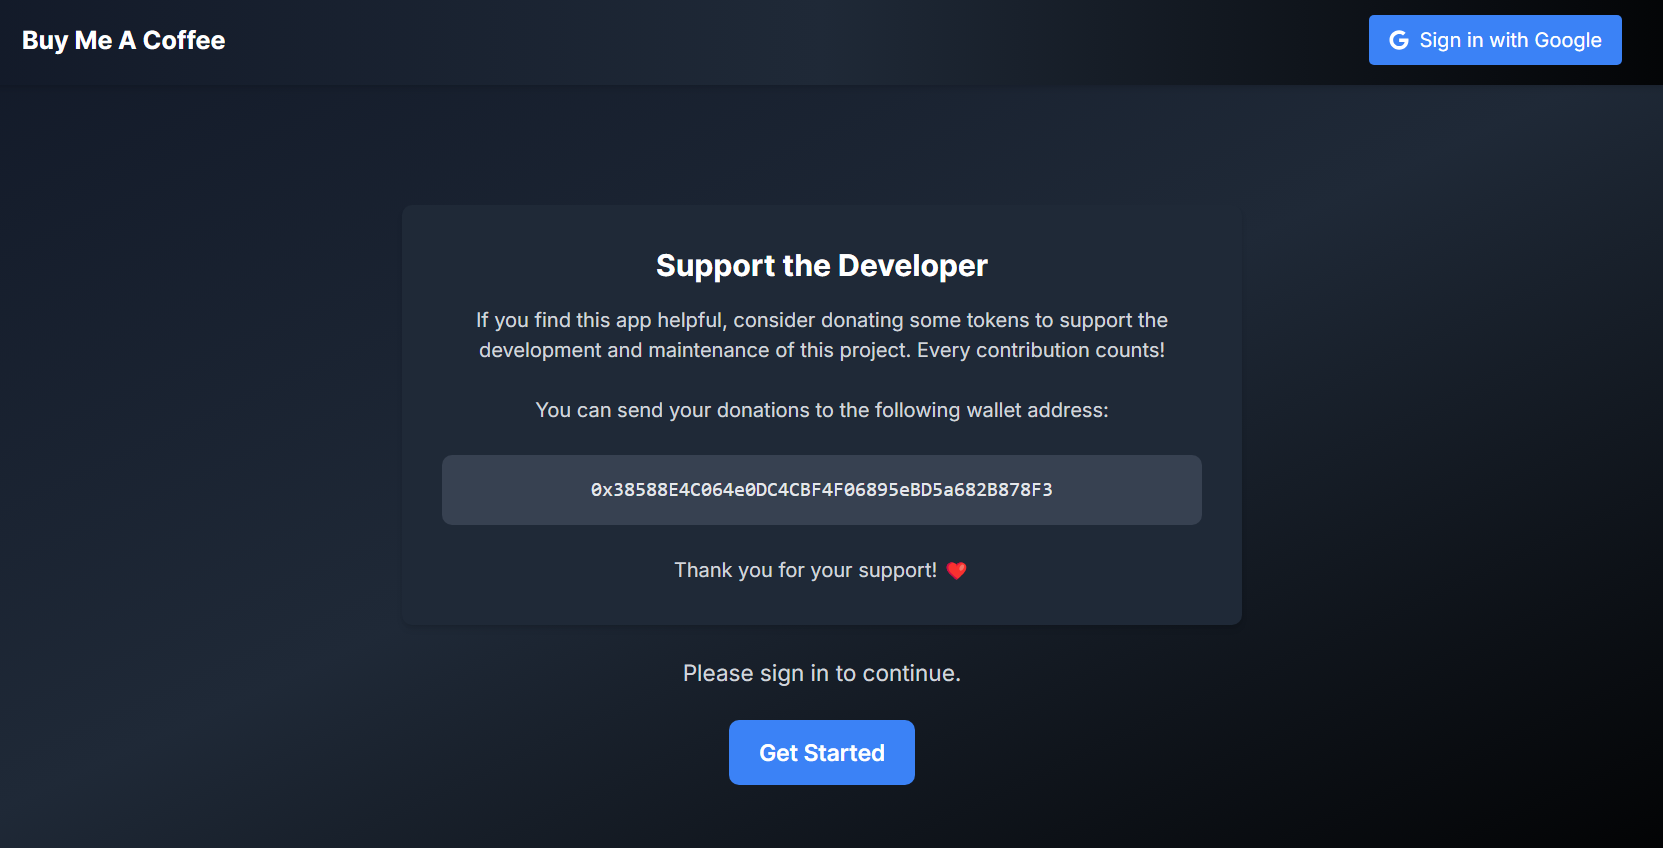 Buy Me A Coffee
Sign in with Google
Support the Developer
If you find this app helpful, consider donating some tokens to support the
development and maintenance of this project. Every contribution counts!
You can send your donations to the following wallet address:
0x38588E4C064e0DC4CBF4F06895eBD5a682B878F3
Thank you for your support! ❤️
Please sign in to continue.
Get Started